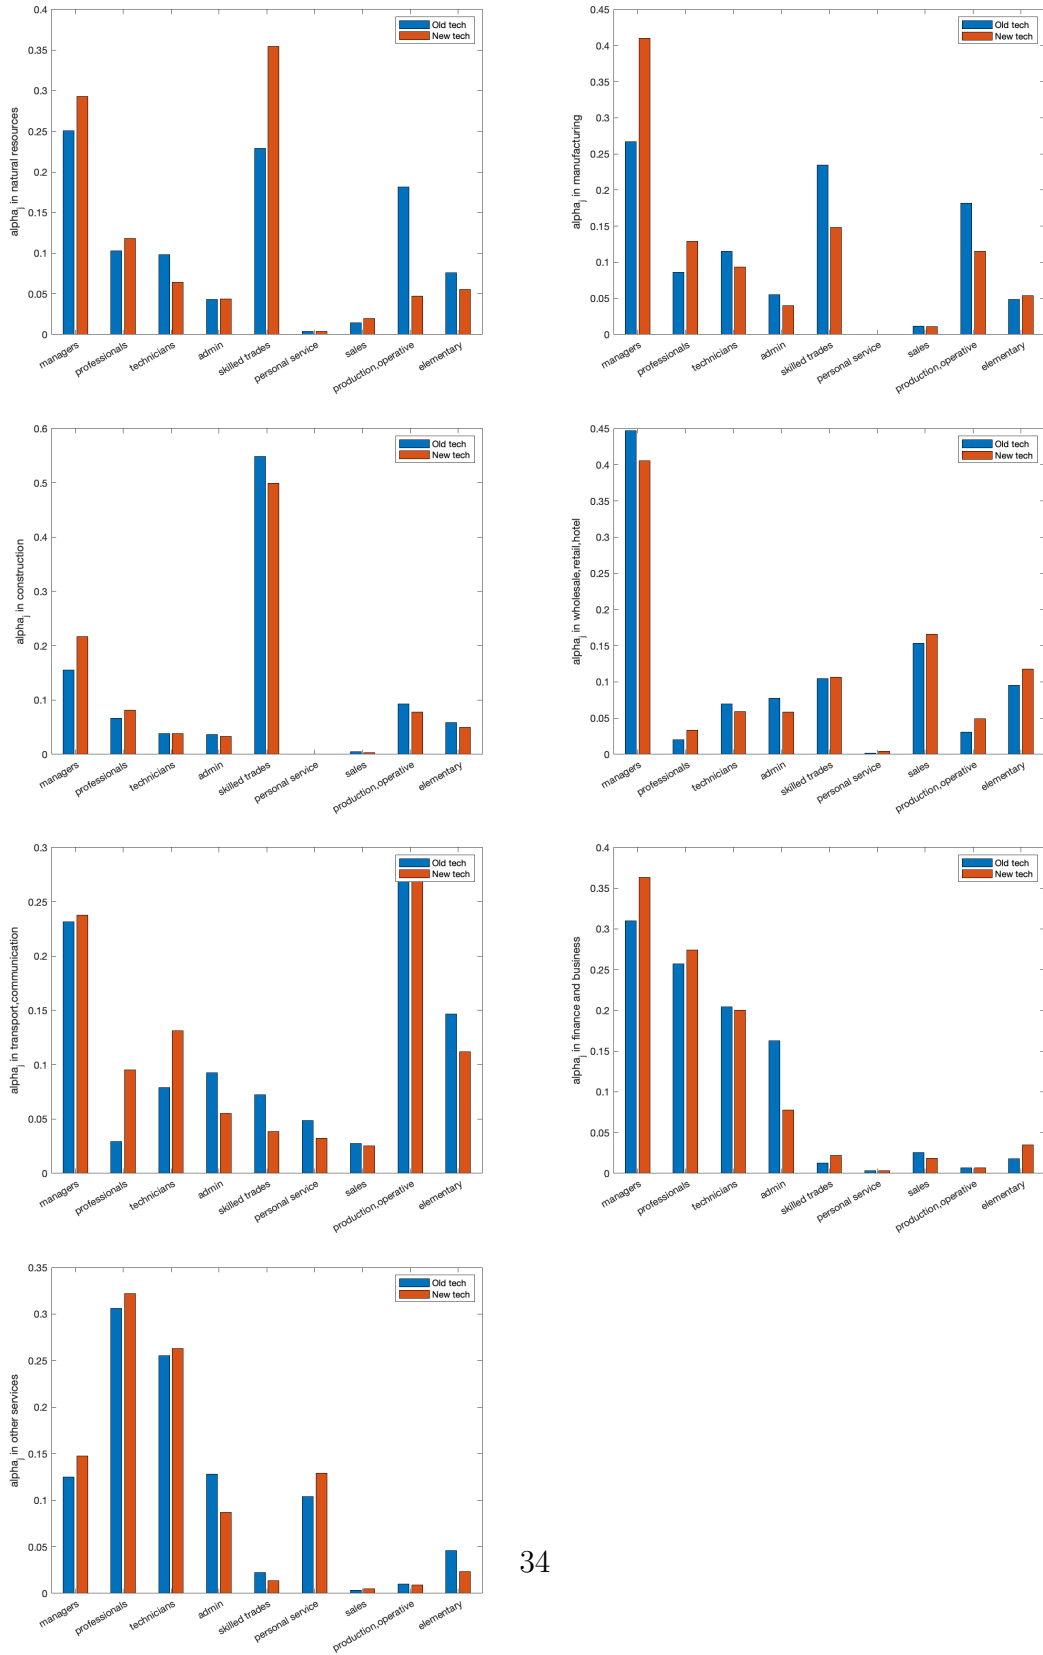 0.4
0.35
0.3
0.25
0.2
0.15
0.1
0.05
0
alpha_j in natural resources
Old tech
New tech
managers
professionals
technicians
admin
skilled trades
personal service
sales
production,operative
elementary
0.45
0.4
0.35
0.3
0.25
0.2
0.15
0.1
0.05
0
alpha_j in manufacturing
Old tech
New tech
managers
professionals
technicians
admin
skilled trades
personal service
sales
production,operative
elementary
0.6
0.5
0.4
0.3
0.2
0.1
0
alpha_j in construction
Old tech
New tech
managers
professionals
technicians
admin
skilled trades
personal service
sales
production,operative
elementary
0.45
0.4
0.35
0.3
0.25
0.2
0.15
0.1
0.05
0
alpha_j in wholesale,retail,hotel
Old tech
New tech
managers
professionals
technicians
admin
skilled trades
personal service
sales
production,operative
elementary
0.3
0.25
0.2
0.15
0.1
0.05
0
alpha_j in transport,communication
Old tech
New tech
managers
professionals
technicians
admin
skilled trades
personal service
sales
production,operative
elementary
0.4
0.35
0.3
0.25
0.2
0.15
0.1
0.05
0
alpha_j in finance and business
Old tech
New tech
managers
professionals
technicians
admin
skilled trades
personal service
sales
production,operative
elementary
0.35
0.3
0.25
0.2
0.15
0.1
0.05
0
alpha_j in other services
Old tech
New tech
managers
professionals
technicians
admin
skilled trades
personal service
sales
production,operative
elementary
34